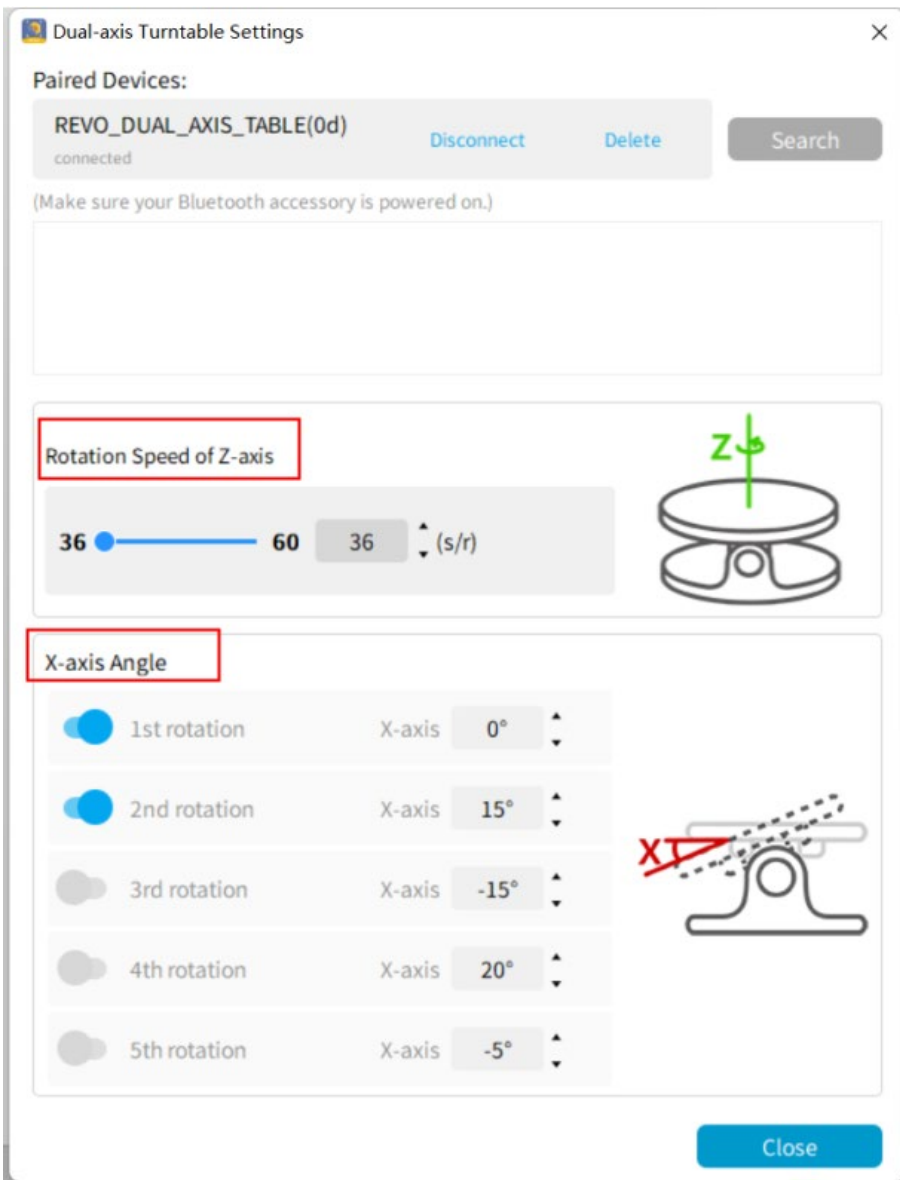 Dual-axis Turntable Settings
Paired Devices:
REVO_DUAL_AXIS_TABLE(0d)
connected
Disconnect
Delete
Search
(Make sure your Bluetooth accessory is powered on.)
Rotation Speed of Z-axis
36 60 36 (s/r)
Z
X-axis Angle
1st rotation X-axis 0°
2nd rotation X-axis 15°
3rd rotation X-axis -15°
4th rotation X-axis 20°
5th rotation X-axis -5°
X
Close